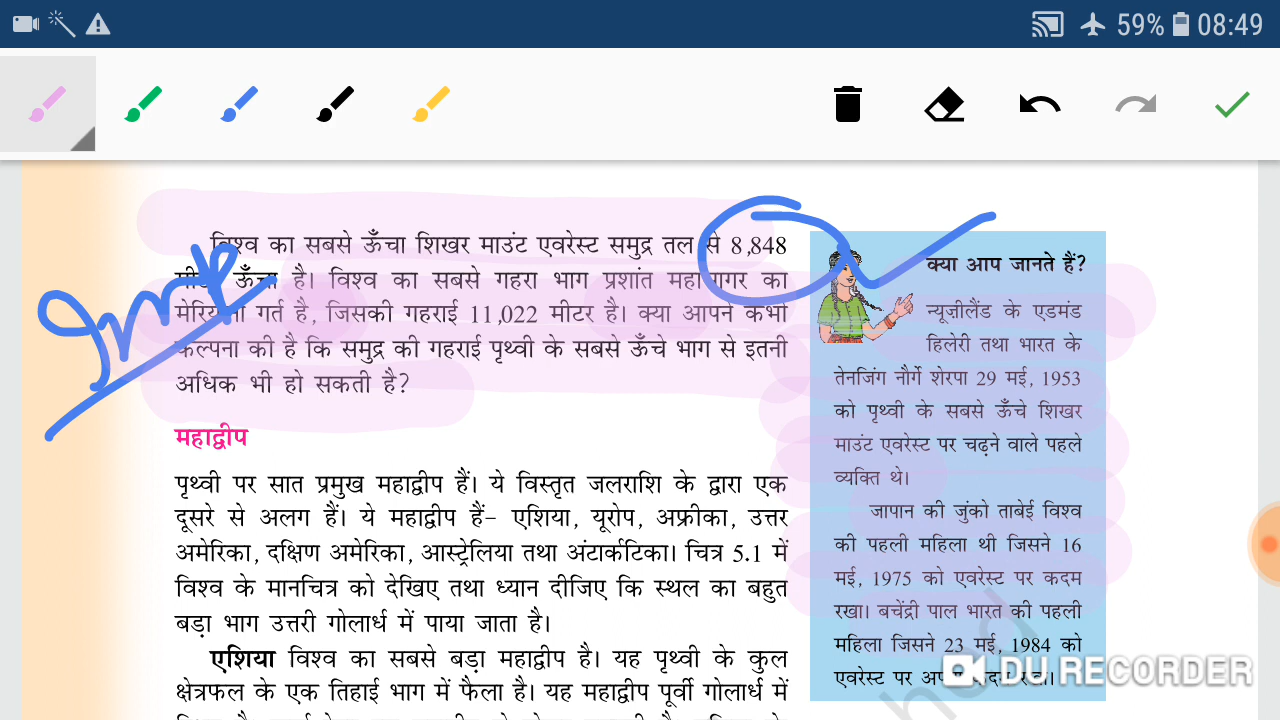 59% 08:49
विश्व का सबसे ऊँचा शिखर माउंट एवरेस्ट समुद्र तल से 8,848
ऊँचा है। विश्व का सबसे गहरा भाग प्रशांत महासागर का
गर्त है, जिसकी गहराई 11,022 मीटर है। क्या आपने कभी
कल्पना की है कि समुद्र की गहराई पृथ्वी के सबसे ऊँचे भाग से इतनी
अधिक भी हो सकती है?
महाद्वीप
पृथ्वी पर सात प्रमुख महाद्वीप हैं। ये विस्तृत जलराशि के द्वारा एक
दूसरे से अलग हैं। ये महाद्वीप हैं– एशिया, यूरोप, अफ्रीका, उत्तर
अमेरिका, दक्षिण अमेरिका, आस्ट्रेलिया तथा अंटार्कटिका। चित्र 5.1 में
विश्व के मानचित्र को देखिए तथा ध्यान दीजिए कि स्थल का बहुत
बड़ा भाग उत्तरी गोलार्ध में पाया जाता है।
एशिया विश्व का सबसे बड़ा महाद्वीप है। यह पृथ्वी के कुल
क्षेत्रफल के एक तिहाई भाग में फैला है। यह महाद्वीप पूर्वी गोलार्ध में
क्या आप जानते हैं?
न्यूज़ीलैंड के एडमंड
हिलेरी तथा भारत के
तेनजिंग नौर्गे शेरपा 29 मई, 1953
को पृथ्वी के सबसे ऊँचे शिखर
माउंट एवरेस्ट पर चढ़ने वाले पहले
व्यक्ति थे।
जापान की जुंको ताबेई विश्व
की पहली महिला थी जिसने 16
मई, 1975 को एवरेस्ट पर कदम
रखा। बचेंद्री पाल भारत की पहली
महिला जिसने 23 मई, 1984 को
एवरेस्ट पर
DU RECORDER